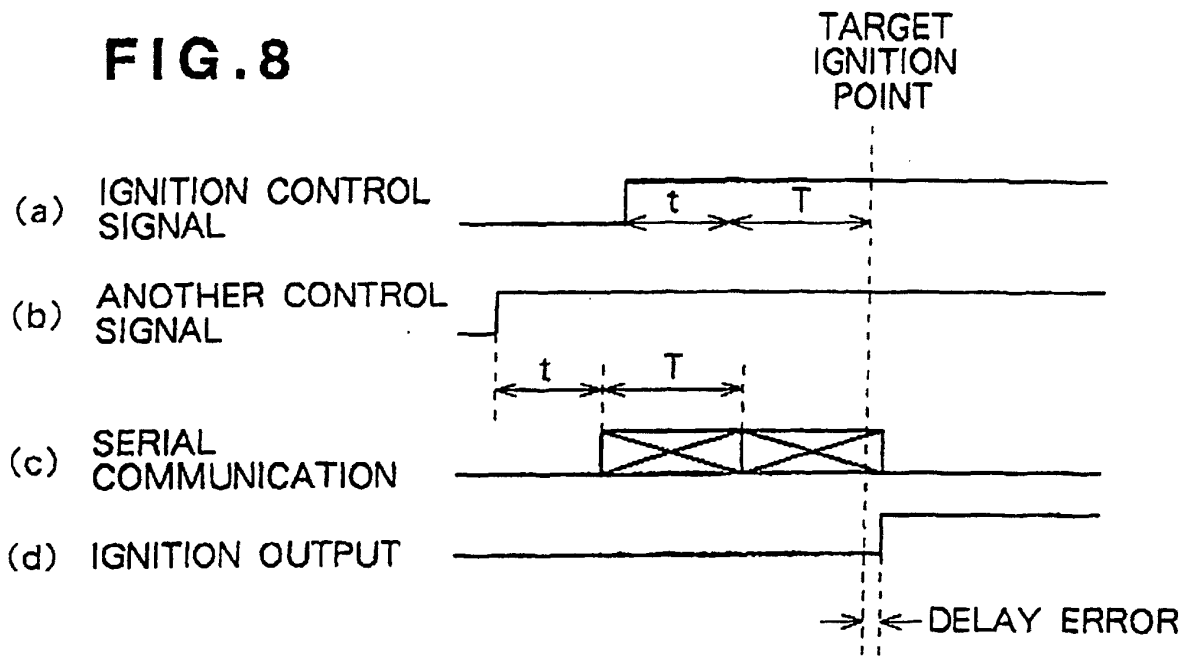 FIG.8
TARGET
IGNITION
POINT
(a) IGNITION CONTROL
SIGNAL
t T
(b) ANOTHER CONTROL
SIGNAL
t T
(c) SERIAL
COMMUNICATION
(d) IGNITION OUTPUT
DELAY ERROR